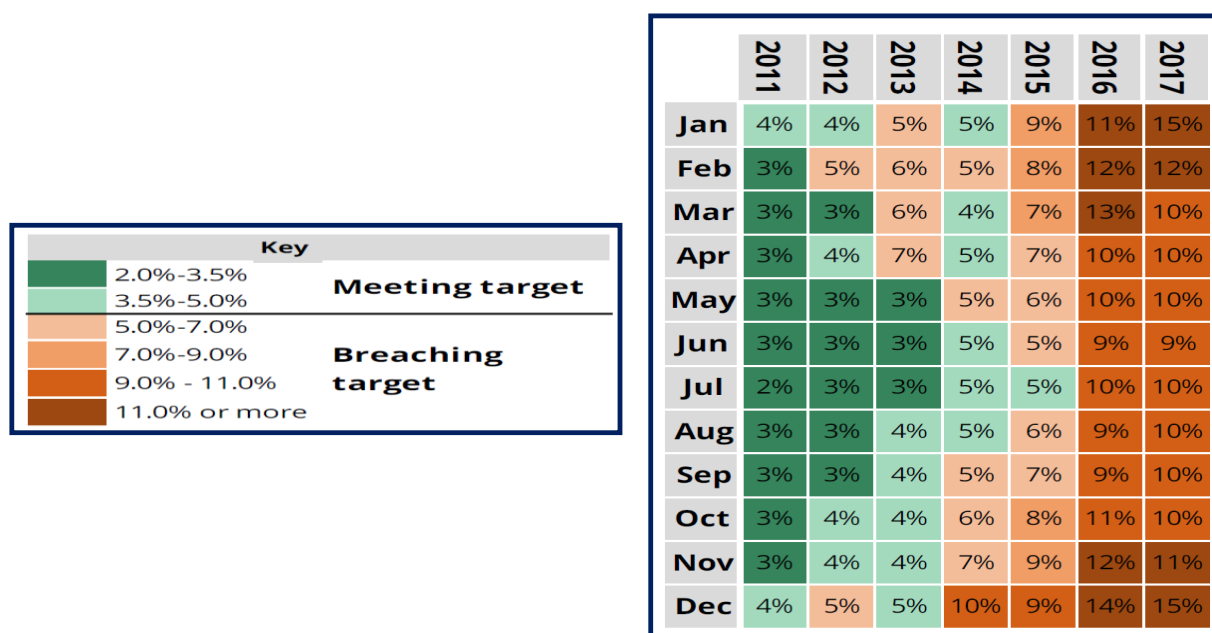 Key
2.0%-3.5%
3.5%-5.0%
Meeting target
5.0%-7.0%
7.0%-9.0%
9.0% - 11.0%
11.0% or more
Breaching
target
2011 2012 2013 2014 2015 2016 2017
Jan 4% 4% 5% 5% 9% 11% 15%
Feb 3% 5% 6% 5% 8% 12% 12%
Mar 3% 3% 6% 4% 7% 13% 10%
Apr 3% 4% 7% 5% 7% 10% 10%
May 3% 3% 3% 5% 6% 10% 10%
Jun 3% 3% 3% 5% 5% 9% 9%
Jul 2% 3% 3% 5% 5% 10% 10%
Aug 3% 3% 4% 5% 6% 9% 10%
Sep 3% 3% 4% 5% 7% 9% 10%
Oct 3% 4% 4% 6% 8% 11% 10%
Nov 3% 4% 4% 7% 9% 12% 11%
Dec 4% 5% 5% 10% 9% 14% 15%